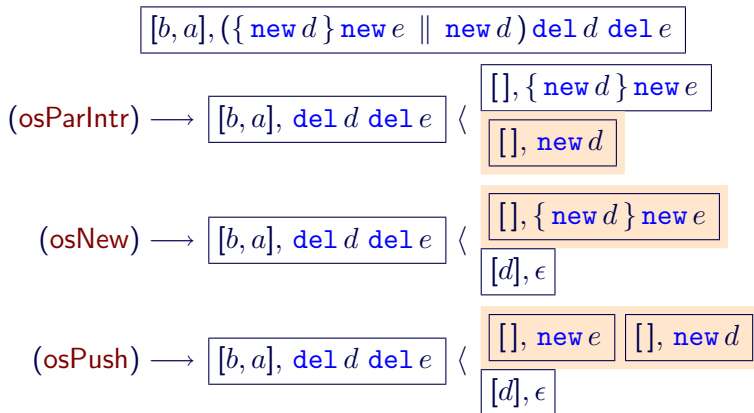 [b, a], ({ new d } new e ∥ new d) del d del e
[ ], { new d } new e
(osParIntr) ⟶ [b, a], del d del e ⟨
[ ], new d
[ ], { new d } new e
(osNew) ⟶ [b, a], del d del e ⟨
[d], ϵ
[ ], new e [ ], new d
(osPush) ⟶ [b, a], del d del e ⟨
[d], ϵ